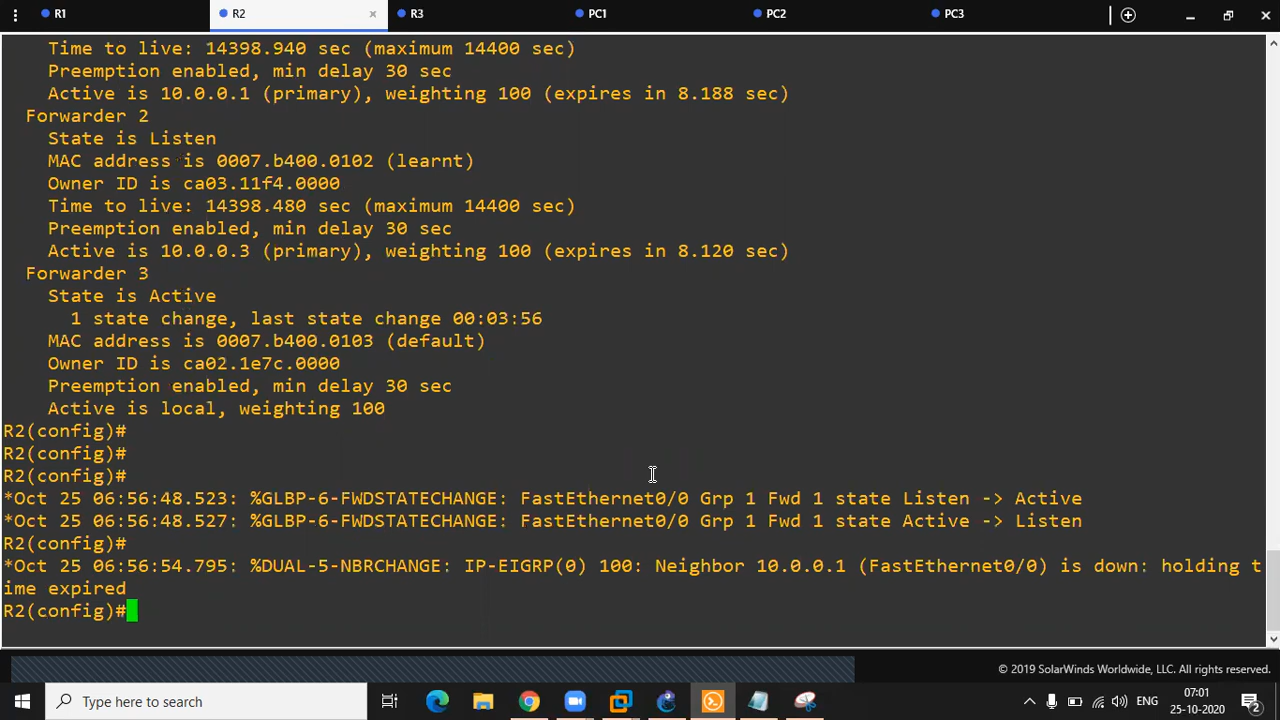 R1
R2
×
R3
PC1
PC2
PC3
Time to live: 14398.940 sec (maximum 14400 sec)
Preemption enabled, min delay 30 sec
Active is 10.0.0.1 (primary), weighting 100 (expires in 8.188 sec)
Forwarder 2
State is Listen
MAC address is 0007.b400.0102 (learnt)
Owner ID is ca03.11f4.0000
Time to live: 14398.480 sec (maximum 14400 sec)
Preemption enabled, min delay 30 sec
Active is 10.0.0.3 (primary), weighting 100 (expires in 8.120 sec)
Forwarder 3
State is Active
1 state change, last state change 00:03:56
MAC address is 0007.b400.0103 (default)
Owner ID is ca02.1e7c.0000
Preemption enabled, min delay 30 sec
Active is local, weighting 100
R2(config)#
R2(config)#
R2(config)#
*Oct 25 06:56:48.523: %GLBP-6-FWDSTATECHANGE: FastEthernet0/0 Grp 1 Fwd 1 state Listen -> Active
*Oct 25 06:56:48.527: %GLBP-6-FWDSTATECHANGE: FastEthernet0/0 Grp 1 Fwd 1 state Active -> Listen
R2(config)#
*Oct 25 06:56:54.795: %DUAL-5-NBRCHANGE: IP-EIGRP(0) 100: Neighbor 10.0.0.1 (FastEthernet0/0) is down: holding t
ime expired
R2(config)#
© 2019 SolarWinds Worldwide, LLC. All rights reserved.
Type here to search
ENG
07:01
25-10-2020
2